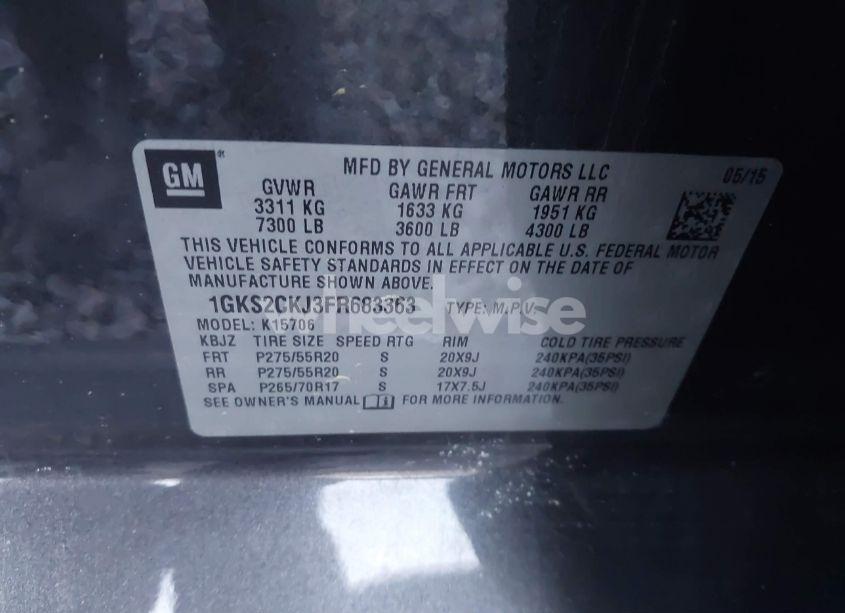 GM
MFD BY GENERAL MOTORS LLC 05/15
GVWR GAWR FRT GAWR RR
3311 KG 1633 KG 1951 KG
7300 LB 3600 LB 4300 LB
THIS VEHICLE CONFORMS TO ALL APPLICABLE U.S. FEDERAL MOTOR
VEHICLE SAFETY STANDARDS IN EFFECT ON THE DATE OF
MANUFACTURE SHOWN ABOVE.
1GKS2CKJ3FR683363 TYPE: M.P.V.
wheelwise
MODEL: K15706
KBJZ TIRE SIZE SPEED RTG RIM COLD TIRE PRESSURE
FRT P275/55R20 S 20X9J 240KPA(35PSI)
RR P275/55R20 S 20X9J 240KPA(35PSI)
SPA P265/70R17 S 17X7.5J 240KPA(35PSI)
SEE OWNER'S MANUAL FOR MORE INFORMATION.